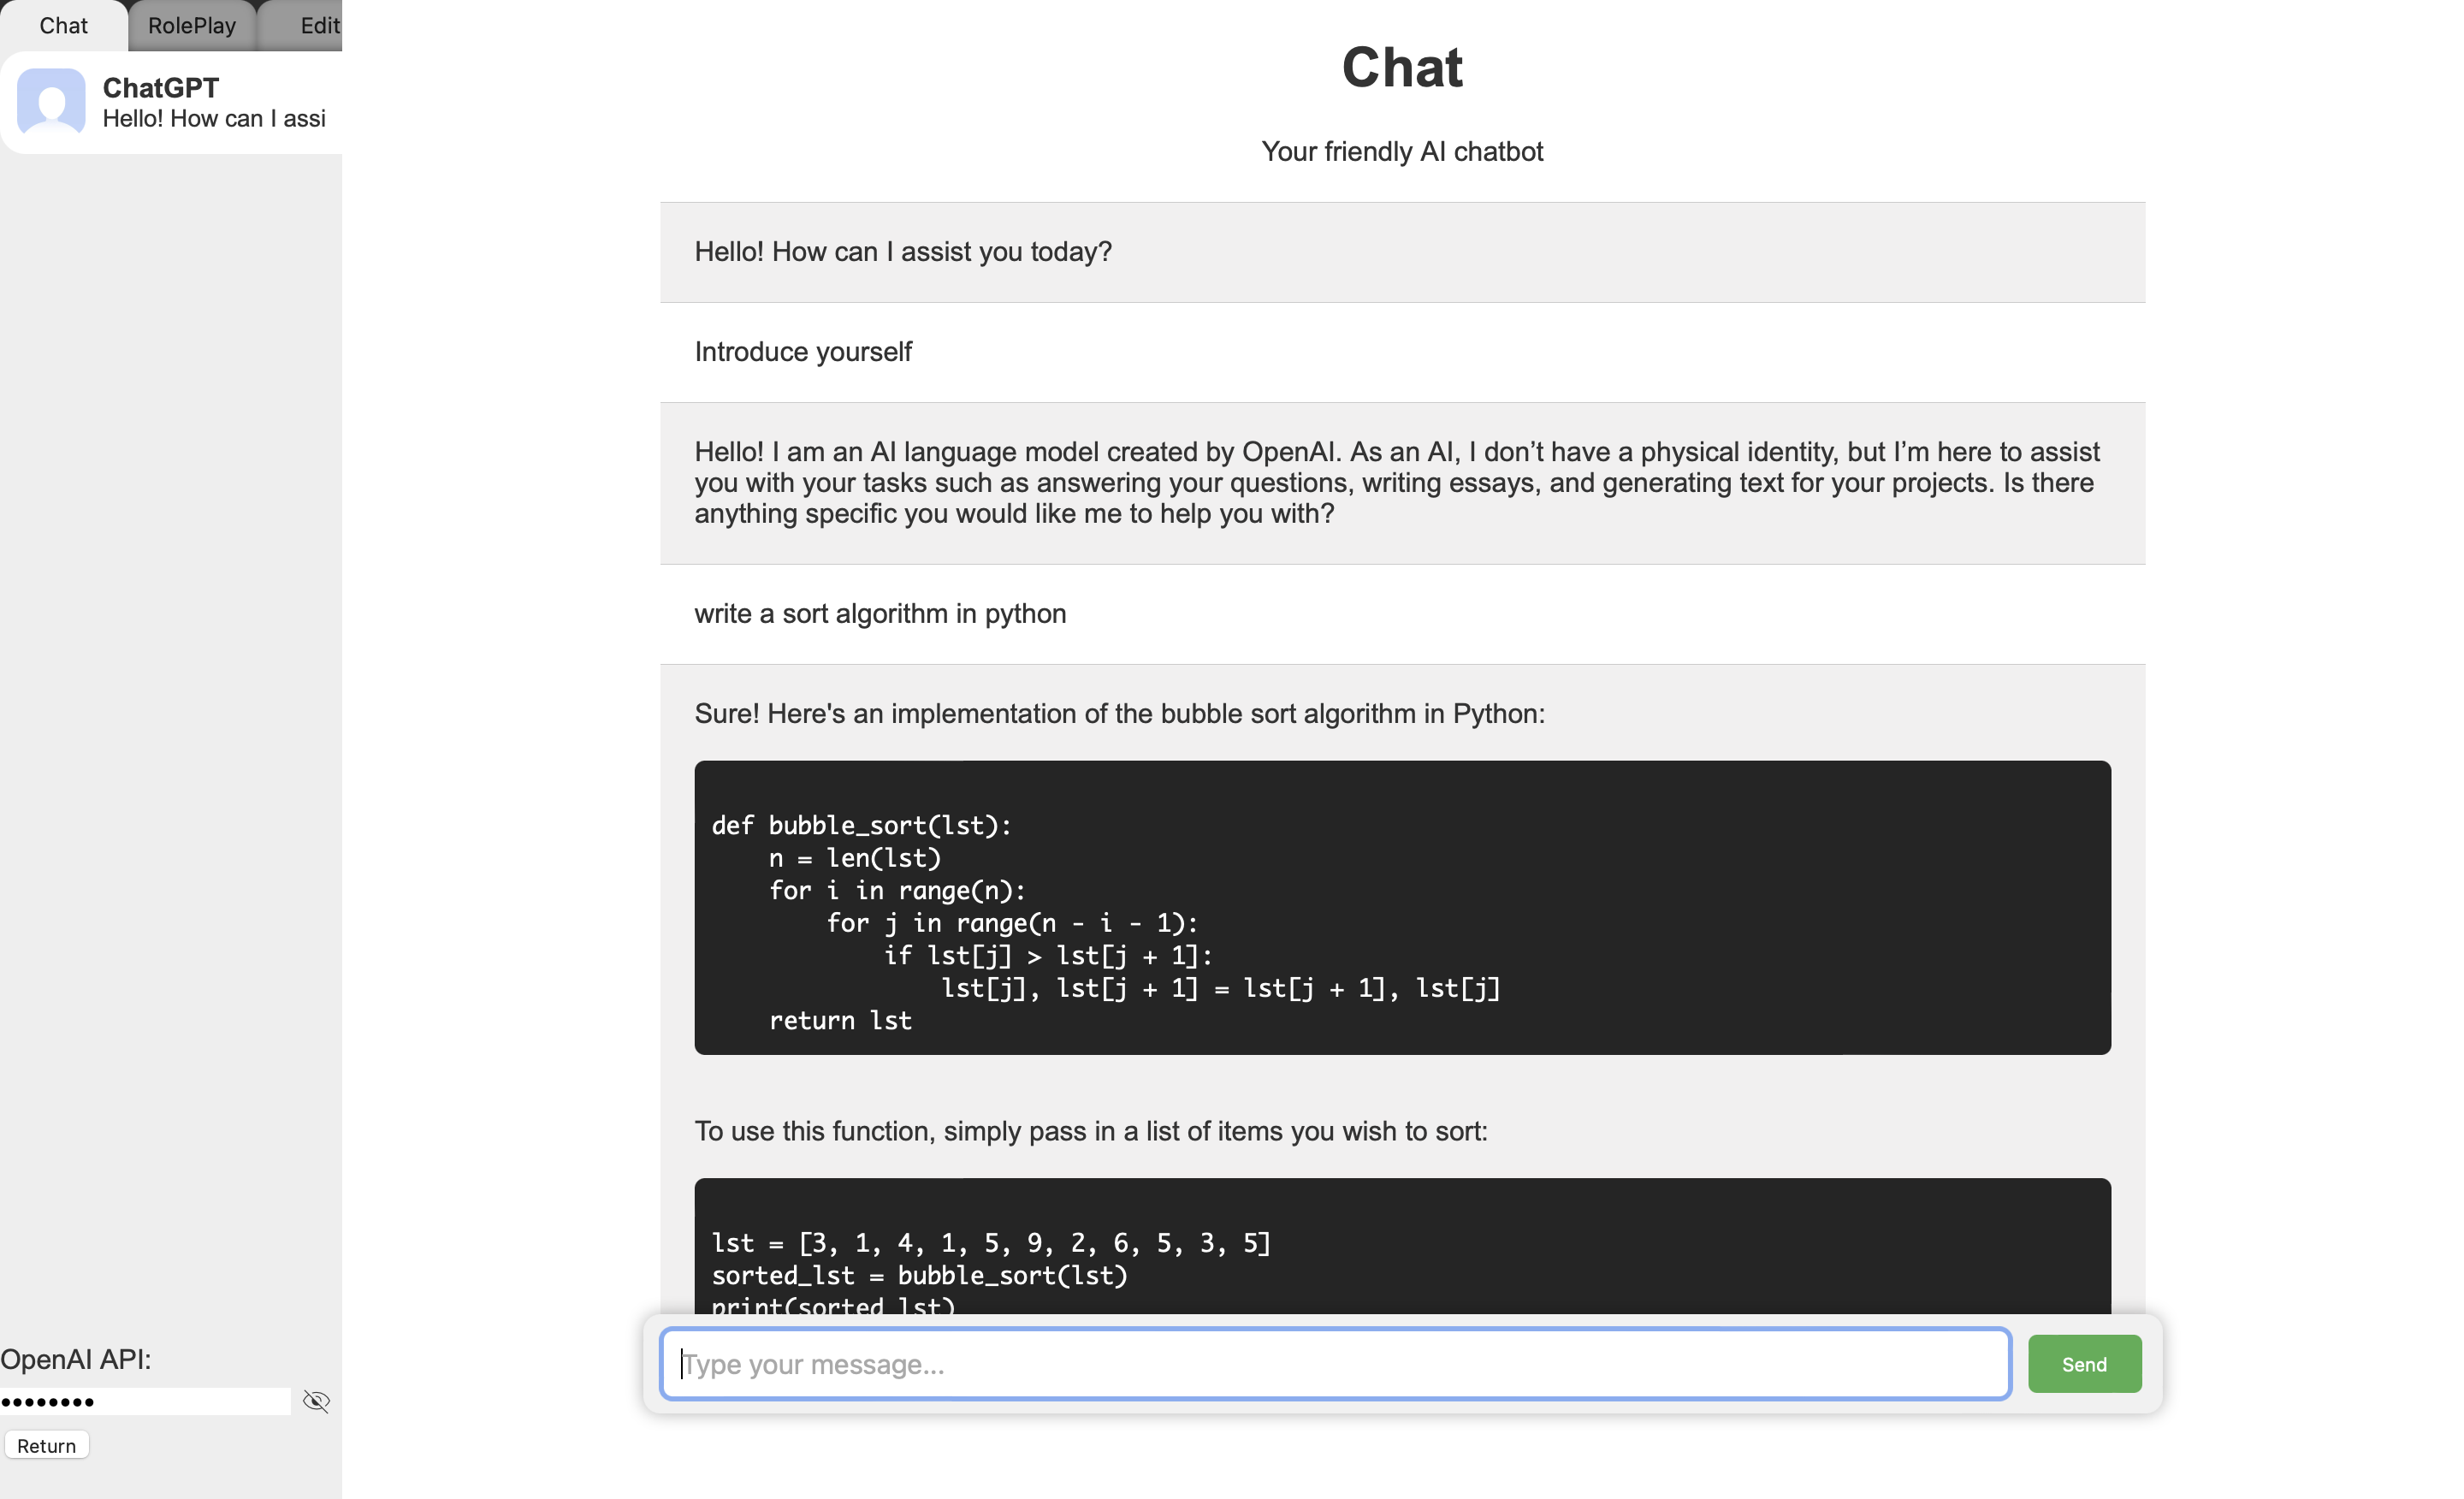 Chat
RolePlay
Edit
ChatGPT
Hello! How can I assi
OpenAI API:
••••••••
Return
Chat
Your friendly AI chatbot
Hello! How can I assist you today?
Introduce yourself
Hello! I am an AI language model created by OpenAI. As an AI, I don’t have a physical identity, but I’m here to assist
you with your tasks such as answering your questions, writing essays, and generating text for your projects. Is there
anything specific you would like me to help you with?
write a sort algorithm in python
Sure! Here's an implementation of the bubble sort algorithm in Python:
def bubble_sort(lst):
    n = len(lst)
    for i in range(n):
        for j in range(n - i - 1):
            if lst[j] > lst[j + 1]:
                lst[j], lst[j + 1] = lst[j + 1], lst[j]
    return lst
To use this function, simply pass in a list of items you wish to sort:
lst = [3, 1, 4, 1, 5, 9, 2, 6, 5, 3, 5]
sorted_lst = bubble_sort(lst)
print(sorted_lst)
Type your message...
Send